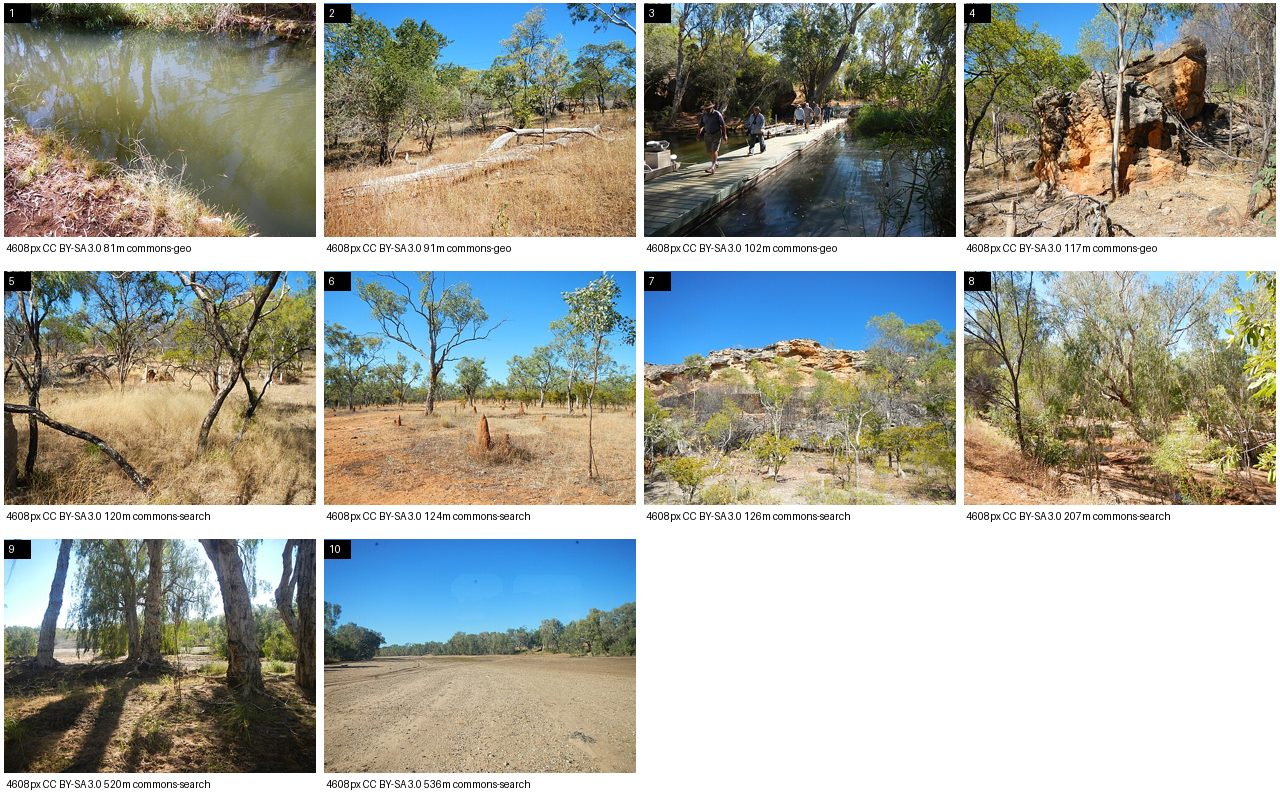 1
2
3
4
4608px CC BY-SA 3.0 81m commons-geo
4608px CC BY-SA 3.0 91m commons-geo
4608px CC BY-SA 3.0 102m commons-geo
4608px CC BY-SA 3.0 117m commons-geo
5
6
7
8
4608px CC BY-SA 3.0 120m commons-search
4608px CC BY-SA 3.0 124m commons-search
4608px CC BY-SA 3.0 126m commons-search
4608px CC BY-SA 3.0 207m commons-search
9
10
4608px CC BY-SA 3.0 520m commons-search
4608px CC BY-SA 3.0 536m commons-search